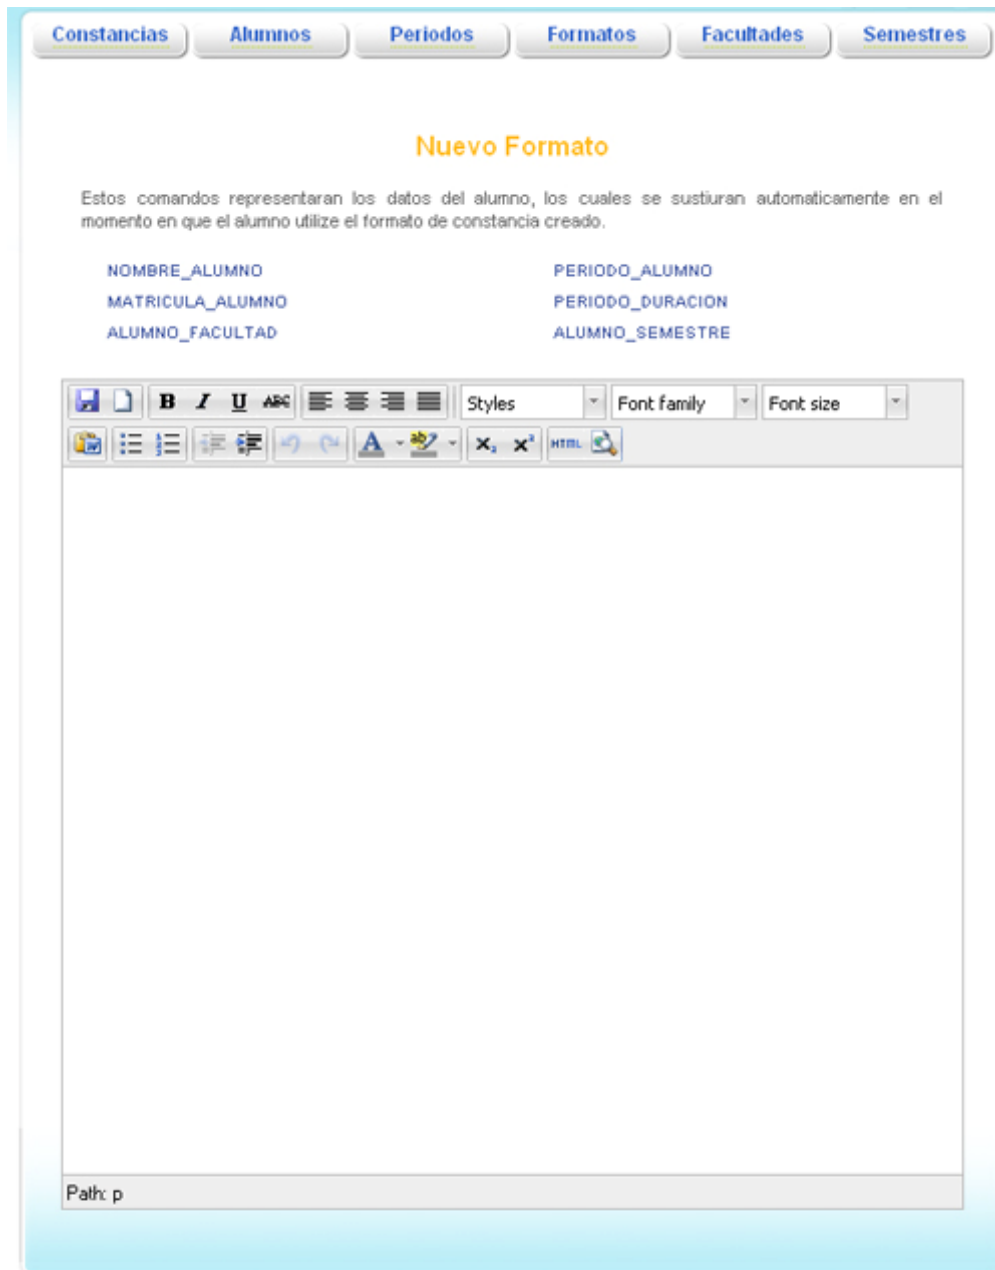 Constancias Alumnos Periodos Formatos Facultades Semestres
Nuevo Formato
Estos comandos representaran los datos del alumno, los cuales se sustiuran automaticamente en el
momento en que el alumno utilize el formato de constancia creado.
NOMBRE_ALUMNO PERIODO_ALUMNO
MATRICULA_ALUMNO PERIODO_DURACION
ALUMNO_FACULTAD ALUMNO_SEMESTRE
B I U ABC Styles Font family Font size
A ab x₂ x² HTML
Path: p